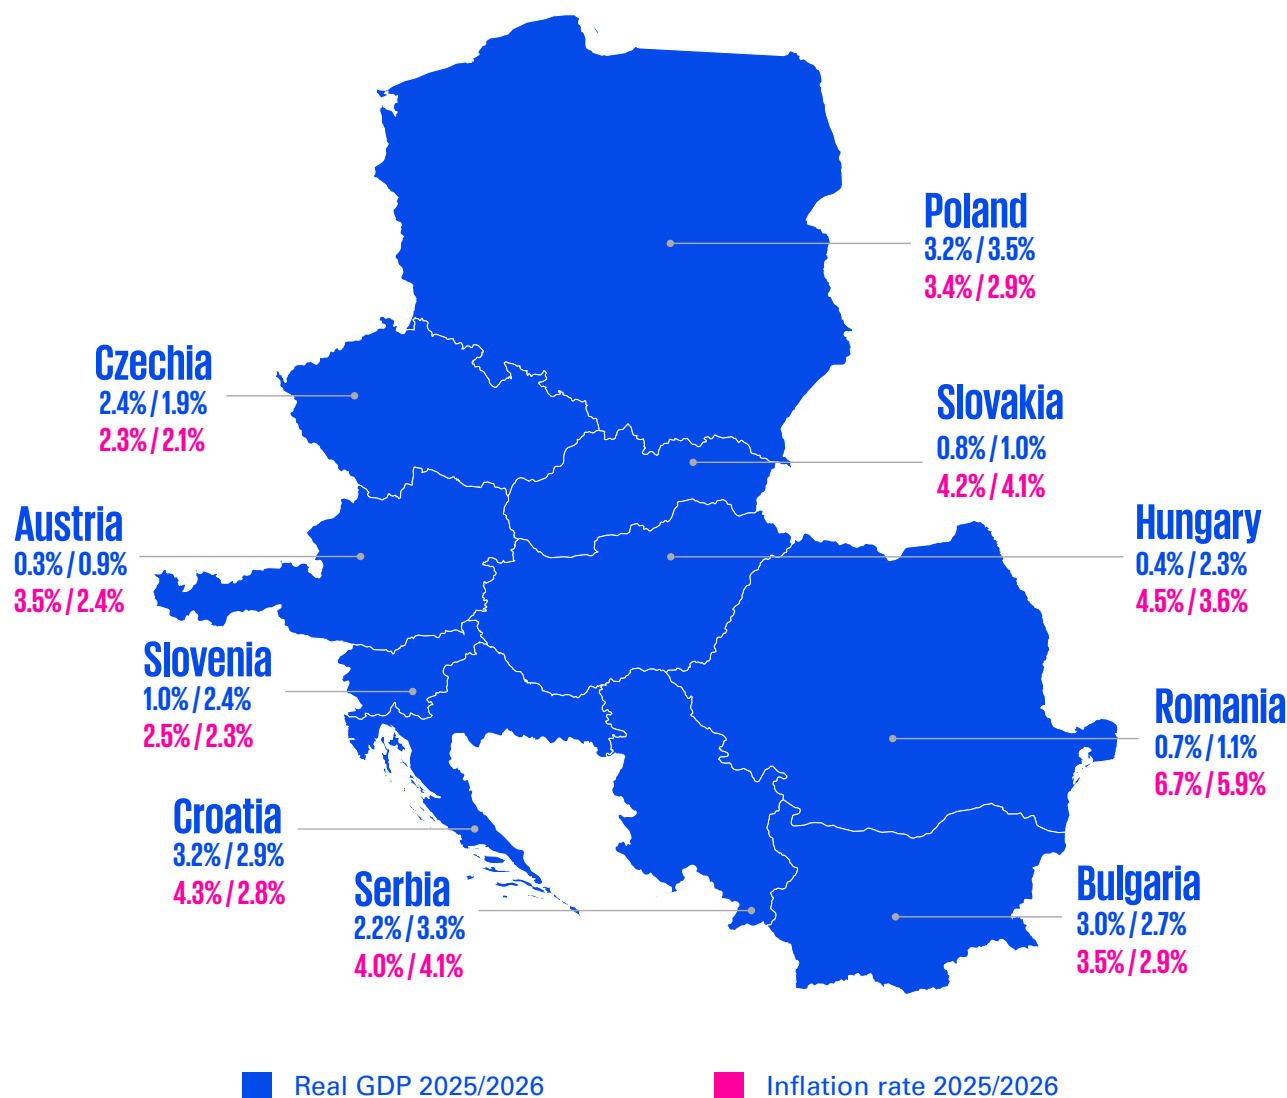 Poland
3.2% / 3.5%
3.4% / 2.9%
Czechia
2.4% / 1.9%
2.3% / 2.1%
Slovakia
0.8% / 1.0%
4.2% / 4.1%
Austria
0.3% / 0.9%
3.5% / 2.4%
Hungary
0.4% / 2.3%
4.5% / 3.6%
Slovenia
1.0% / 2.4%
2.5% / 2.3%
Romania
0.7% / 1.1%
6.7% / 5.9%
Croatia
3.2% / 2.9%
4.3% / 2.8%
Serbia
2.2% / 3.3%
4.0% / 4.1%
Bulgaria
3.0% / 2.7%
3.5% / 2.9%
Real GDP 2025/2026
Inflation rate 2025/2026